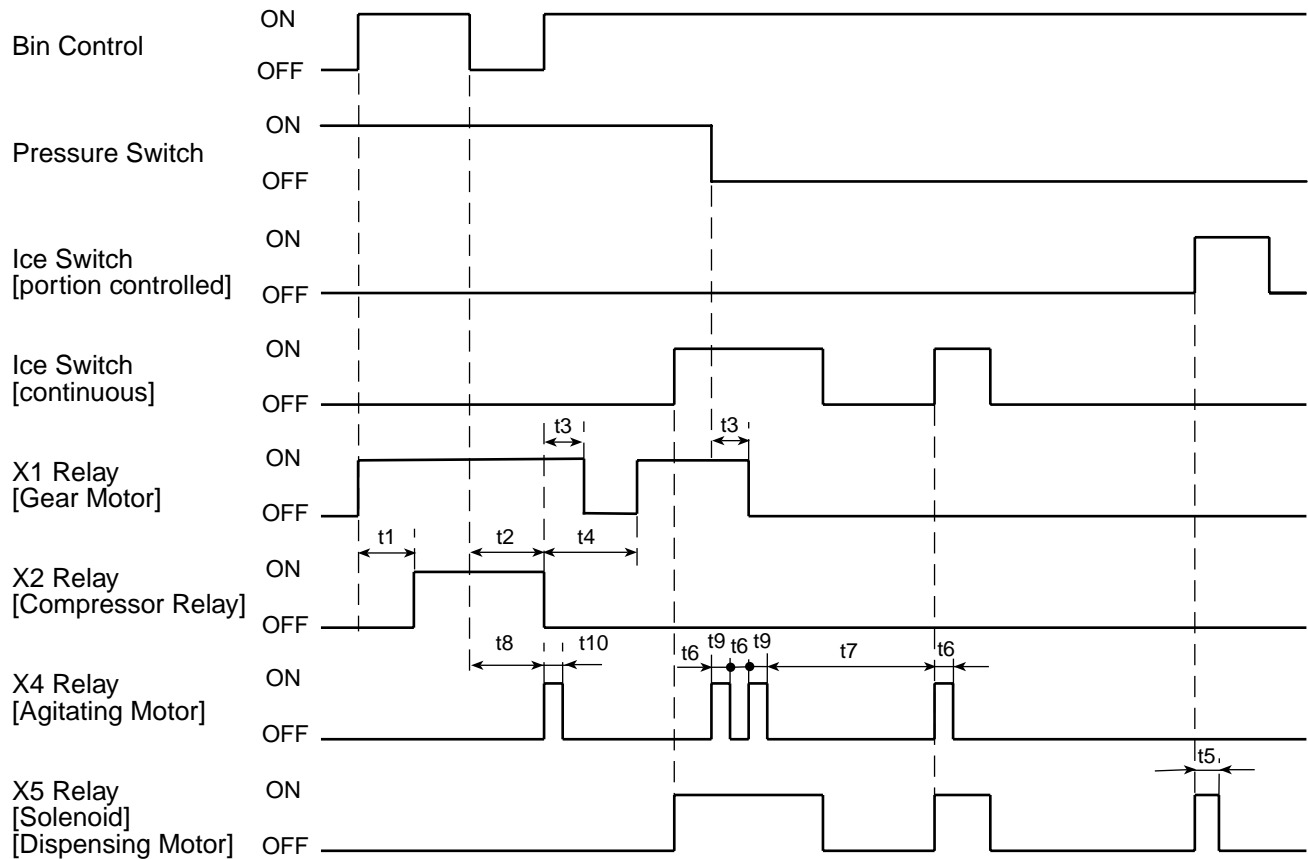 Bin Control
ON
OFF
Pressure Switch
ON
OFF
Ice Switch
[portion controlled]
ON
OFF
Ice Switch
[continuous]
ON
OFF
X1 Relay
[Gear Motor]
ON
OFF
t3
t3
X2 Relay
[Compressor Relay]
ON
OFF
t1
t2
t4
X4 Relay
[Agitating Motor]
ON
OFF
t8
t10
t6
t9
t6
t9
t7
t6
X5 Relay
[Solenoid]
[Dispensing Motor]
ON
OFF
t5